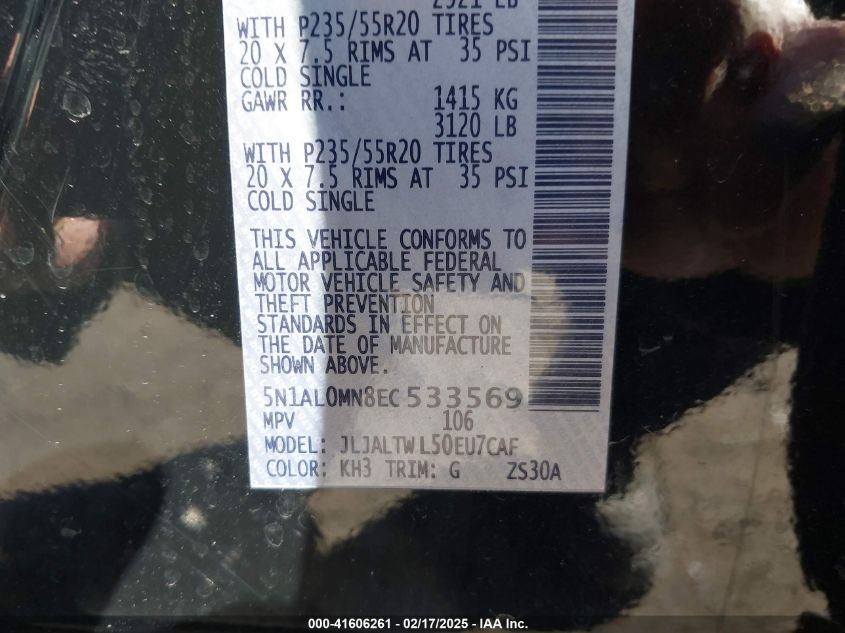 2921 LB
WITH P235/55R20 TIRES
20 X 7.5 RIMS AT 35 PSI
COLD SINGLE
GAWR RR.: 1415 KG
3120 LB
WITH P235/55R20 TIRES
20 X 7.5 RIMS AT 35 PSI
COLD SINGLE
THIS VEHICLE CONFORMS TO
ALL APPLICABLE FEDERAL
MOTOR VEHICLE SAFETY AND
THEFT PREVENTION
STANDARDS IN EFFECT ON
THE DATE OF MANUFACTURE
SHOWN ABOVE.
5N1AL0MN8EC533569
MPV 106
MODEL: JLJALTWL50EU7CAF
COLOR: KH3 TRIM: G ZS30A
000-41606261 - 02/17/2025 - IAA Inc.